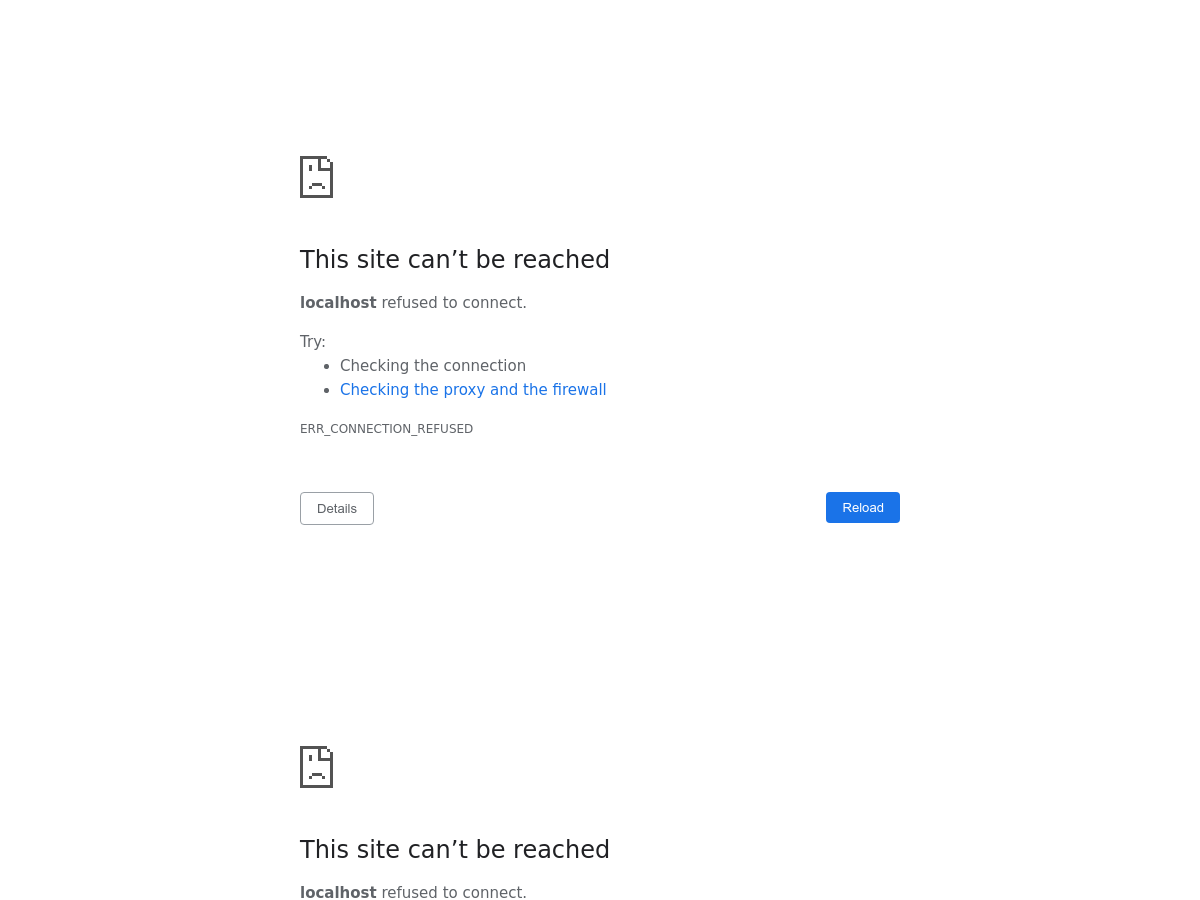 This site can’t be reached
localhost refused to connect.
Try:
Checking the connection
Checking the proxy and the firewall
ERR_CONNECTION_REFUSED
Details
Reload
This site can’t be reached
localhost refused to connect.